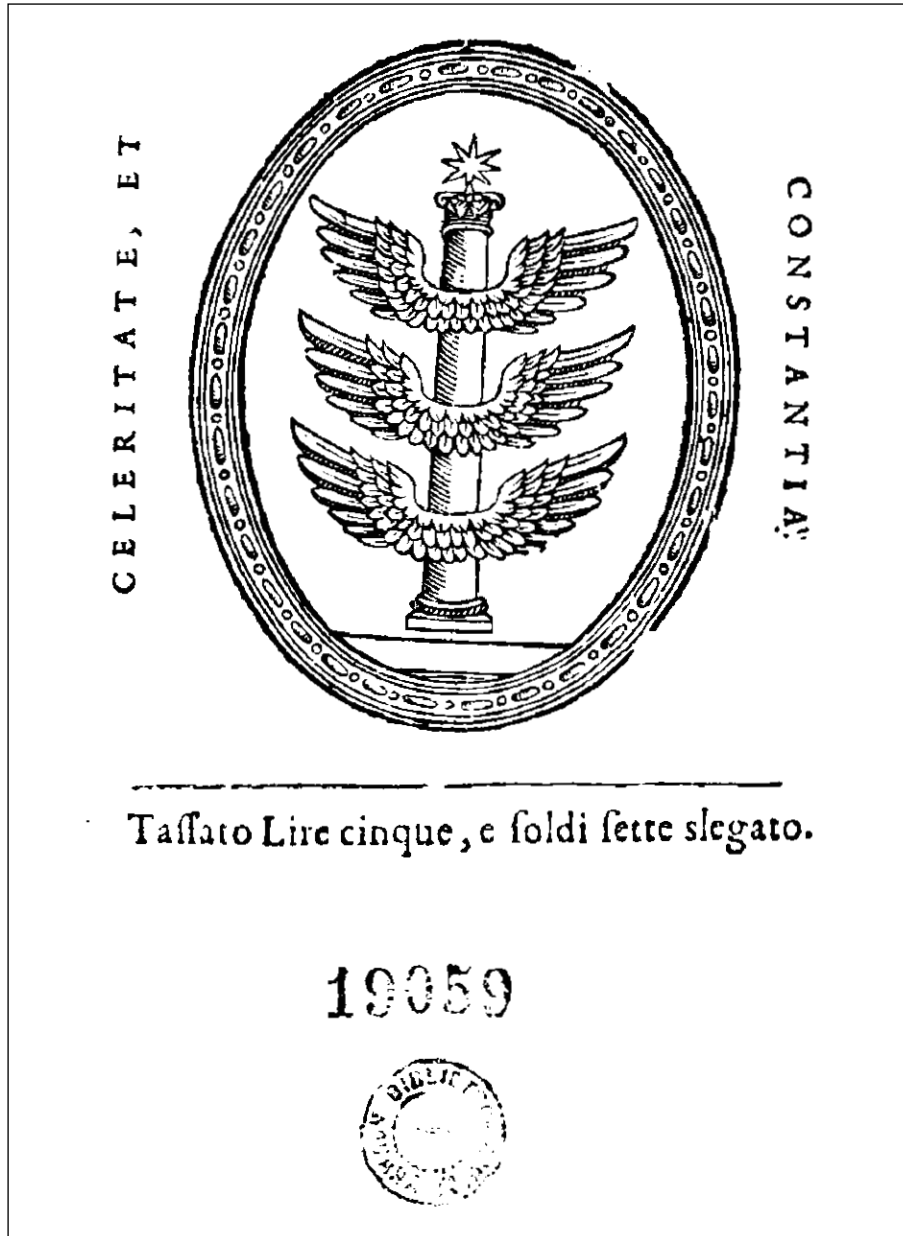 CELERITATE, ET
CONSTANTIA
Taſſato Lire cinque, e ſoldi ſette slegato.
19059